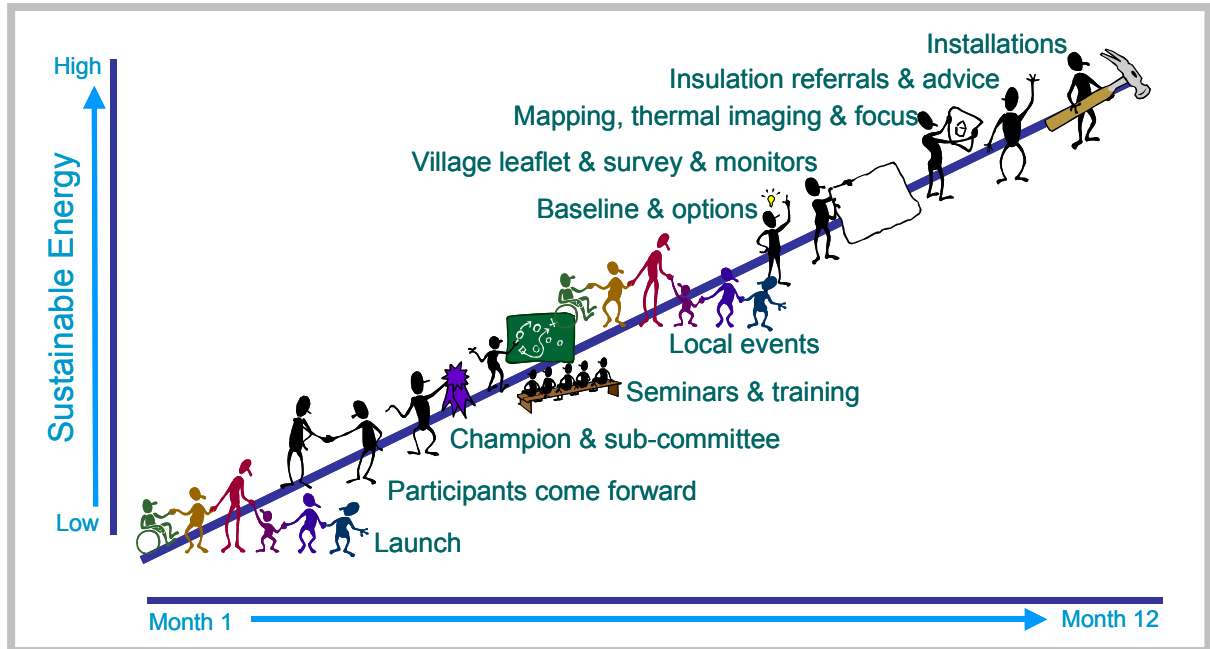 Installations
High
Insulation referrals & advice
Mapping, thermal imaging & focus
Village leaflet & survey & monitors
Baseline & options
Sustainable Energy
Local events
Seminars & training
Champion & sub-committee
Participants come forward
Low
Launch
Month 1
Month 12